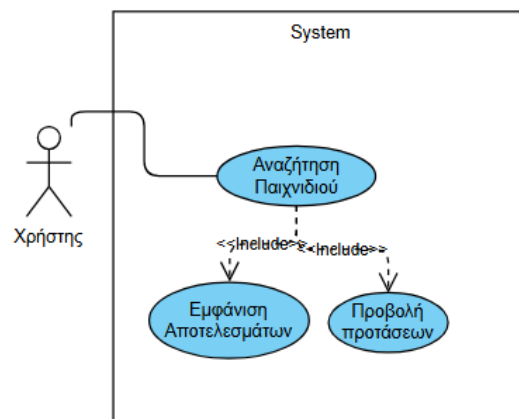 System
Χρήστης
Αναζήτηση
Παιχνιδιού
<<Include>>
<<Include>>
Εμφάνιση
Αποτελεσμάτων
Προβολή
προτάσεων